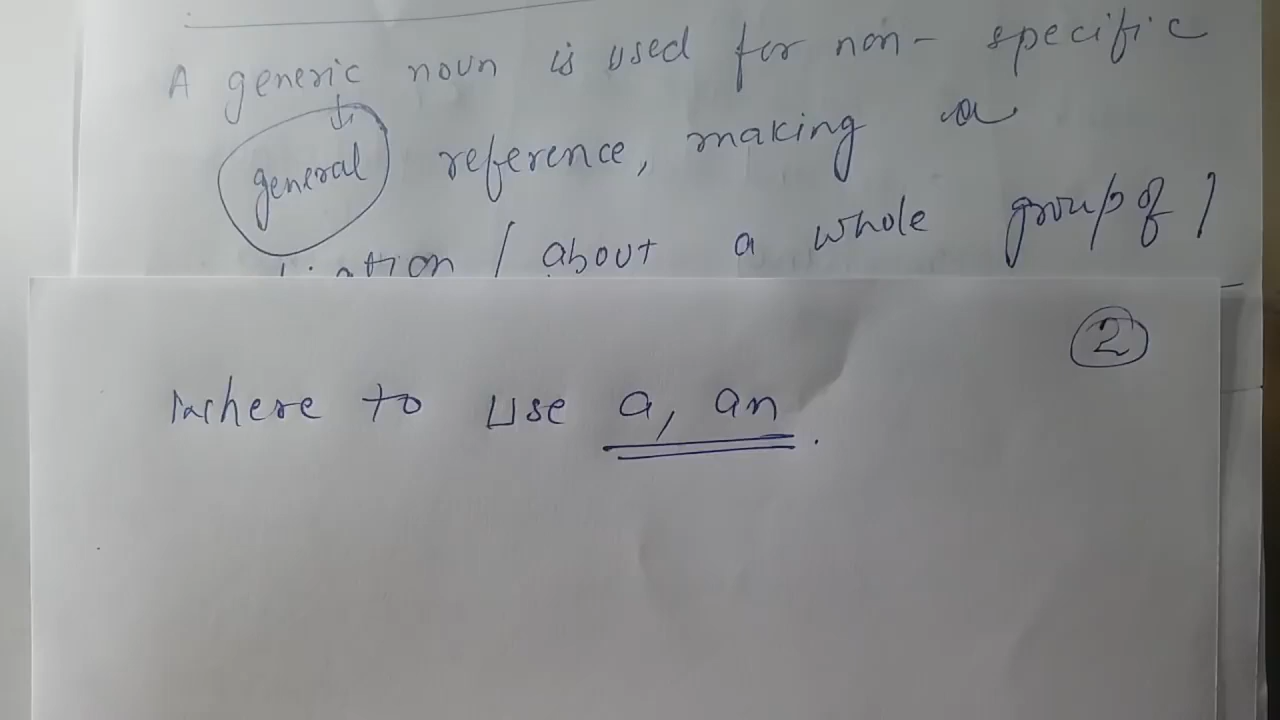 A generic noun is used for non- specific
general reference, making a
/ about a whole group of /
2
Where to use a, an.